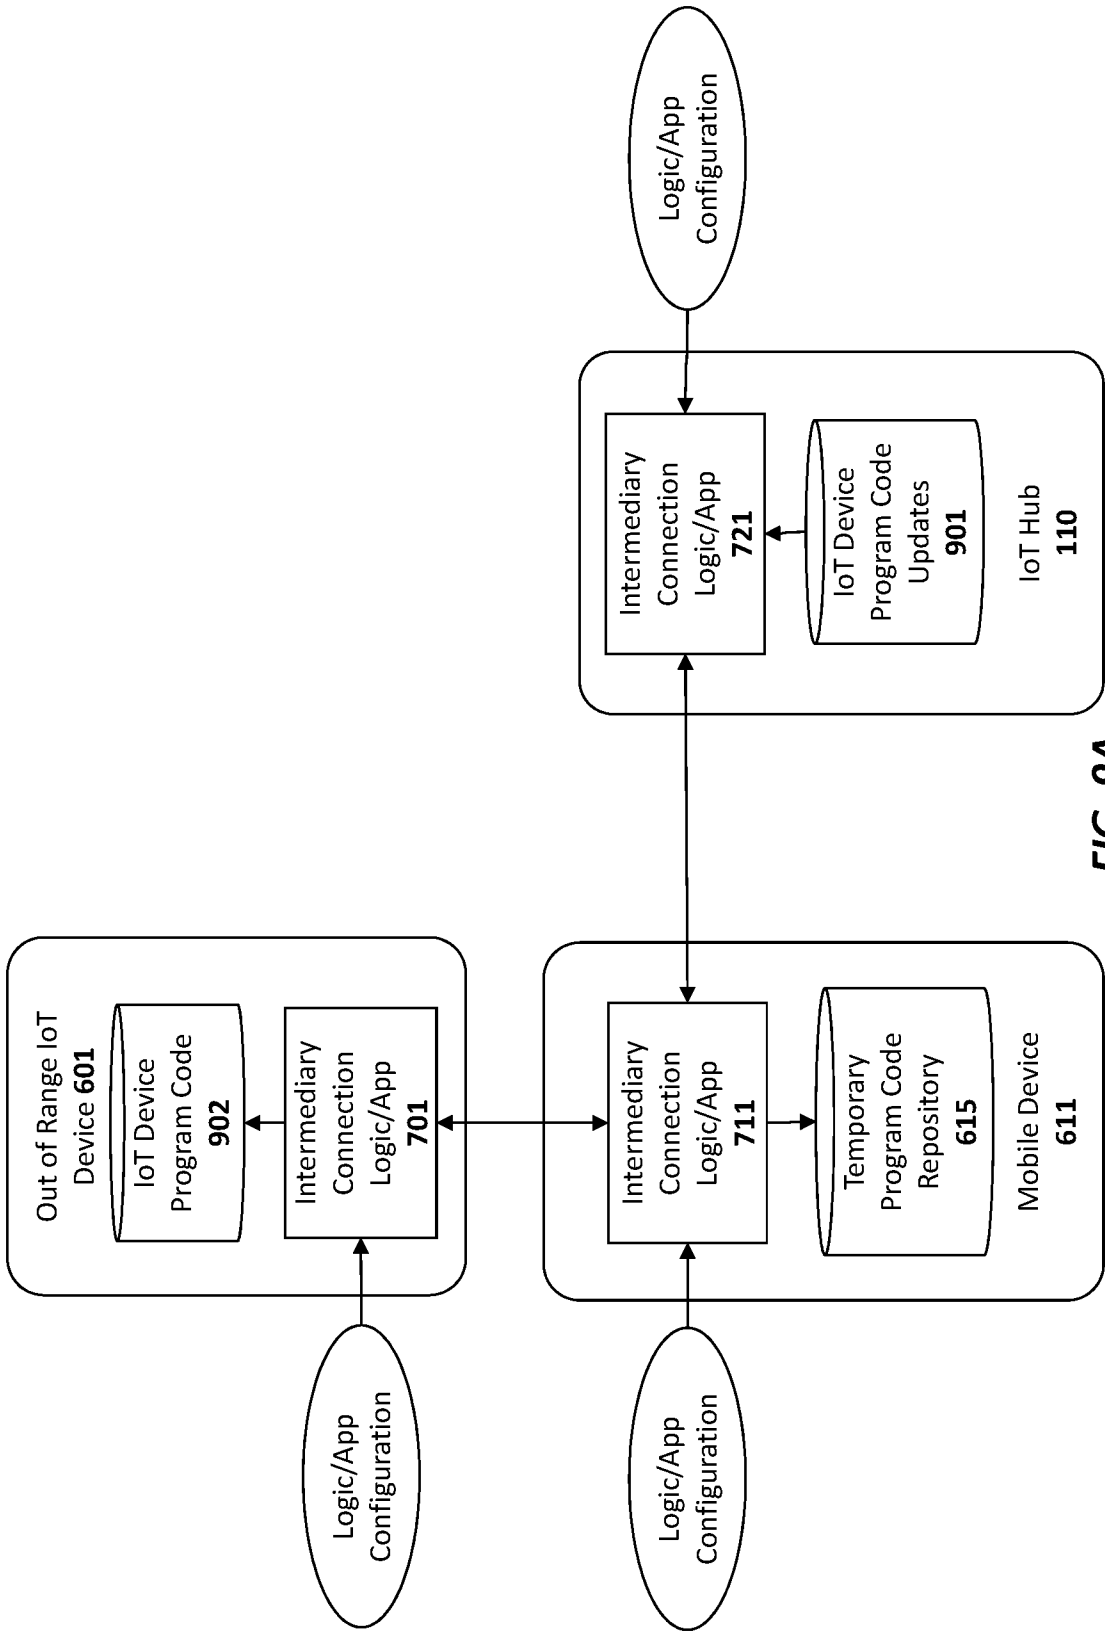 Out of Range IoT
Device 601
IoT Device
Program Code
902
Intermediary
Connection
Logic/App
701
Logic/App
Configuration
Logic/App
Configuration
Intermediary
Connection
Logic/App
711
Temporary
Program Code
Repository
615
Mobile Device
611
Intermediary
Connection
Logic/App
721
IoT Device
Program Code
Updates
901
IoT Hub
110
Logic/App
Configuration
FIG. 9A